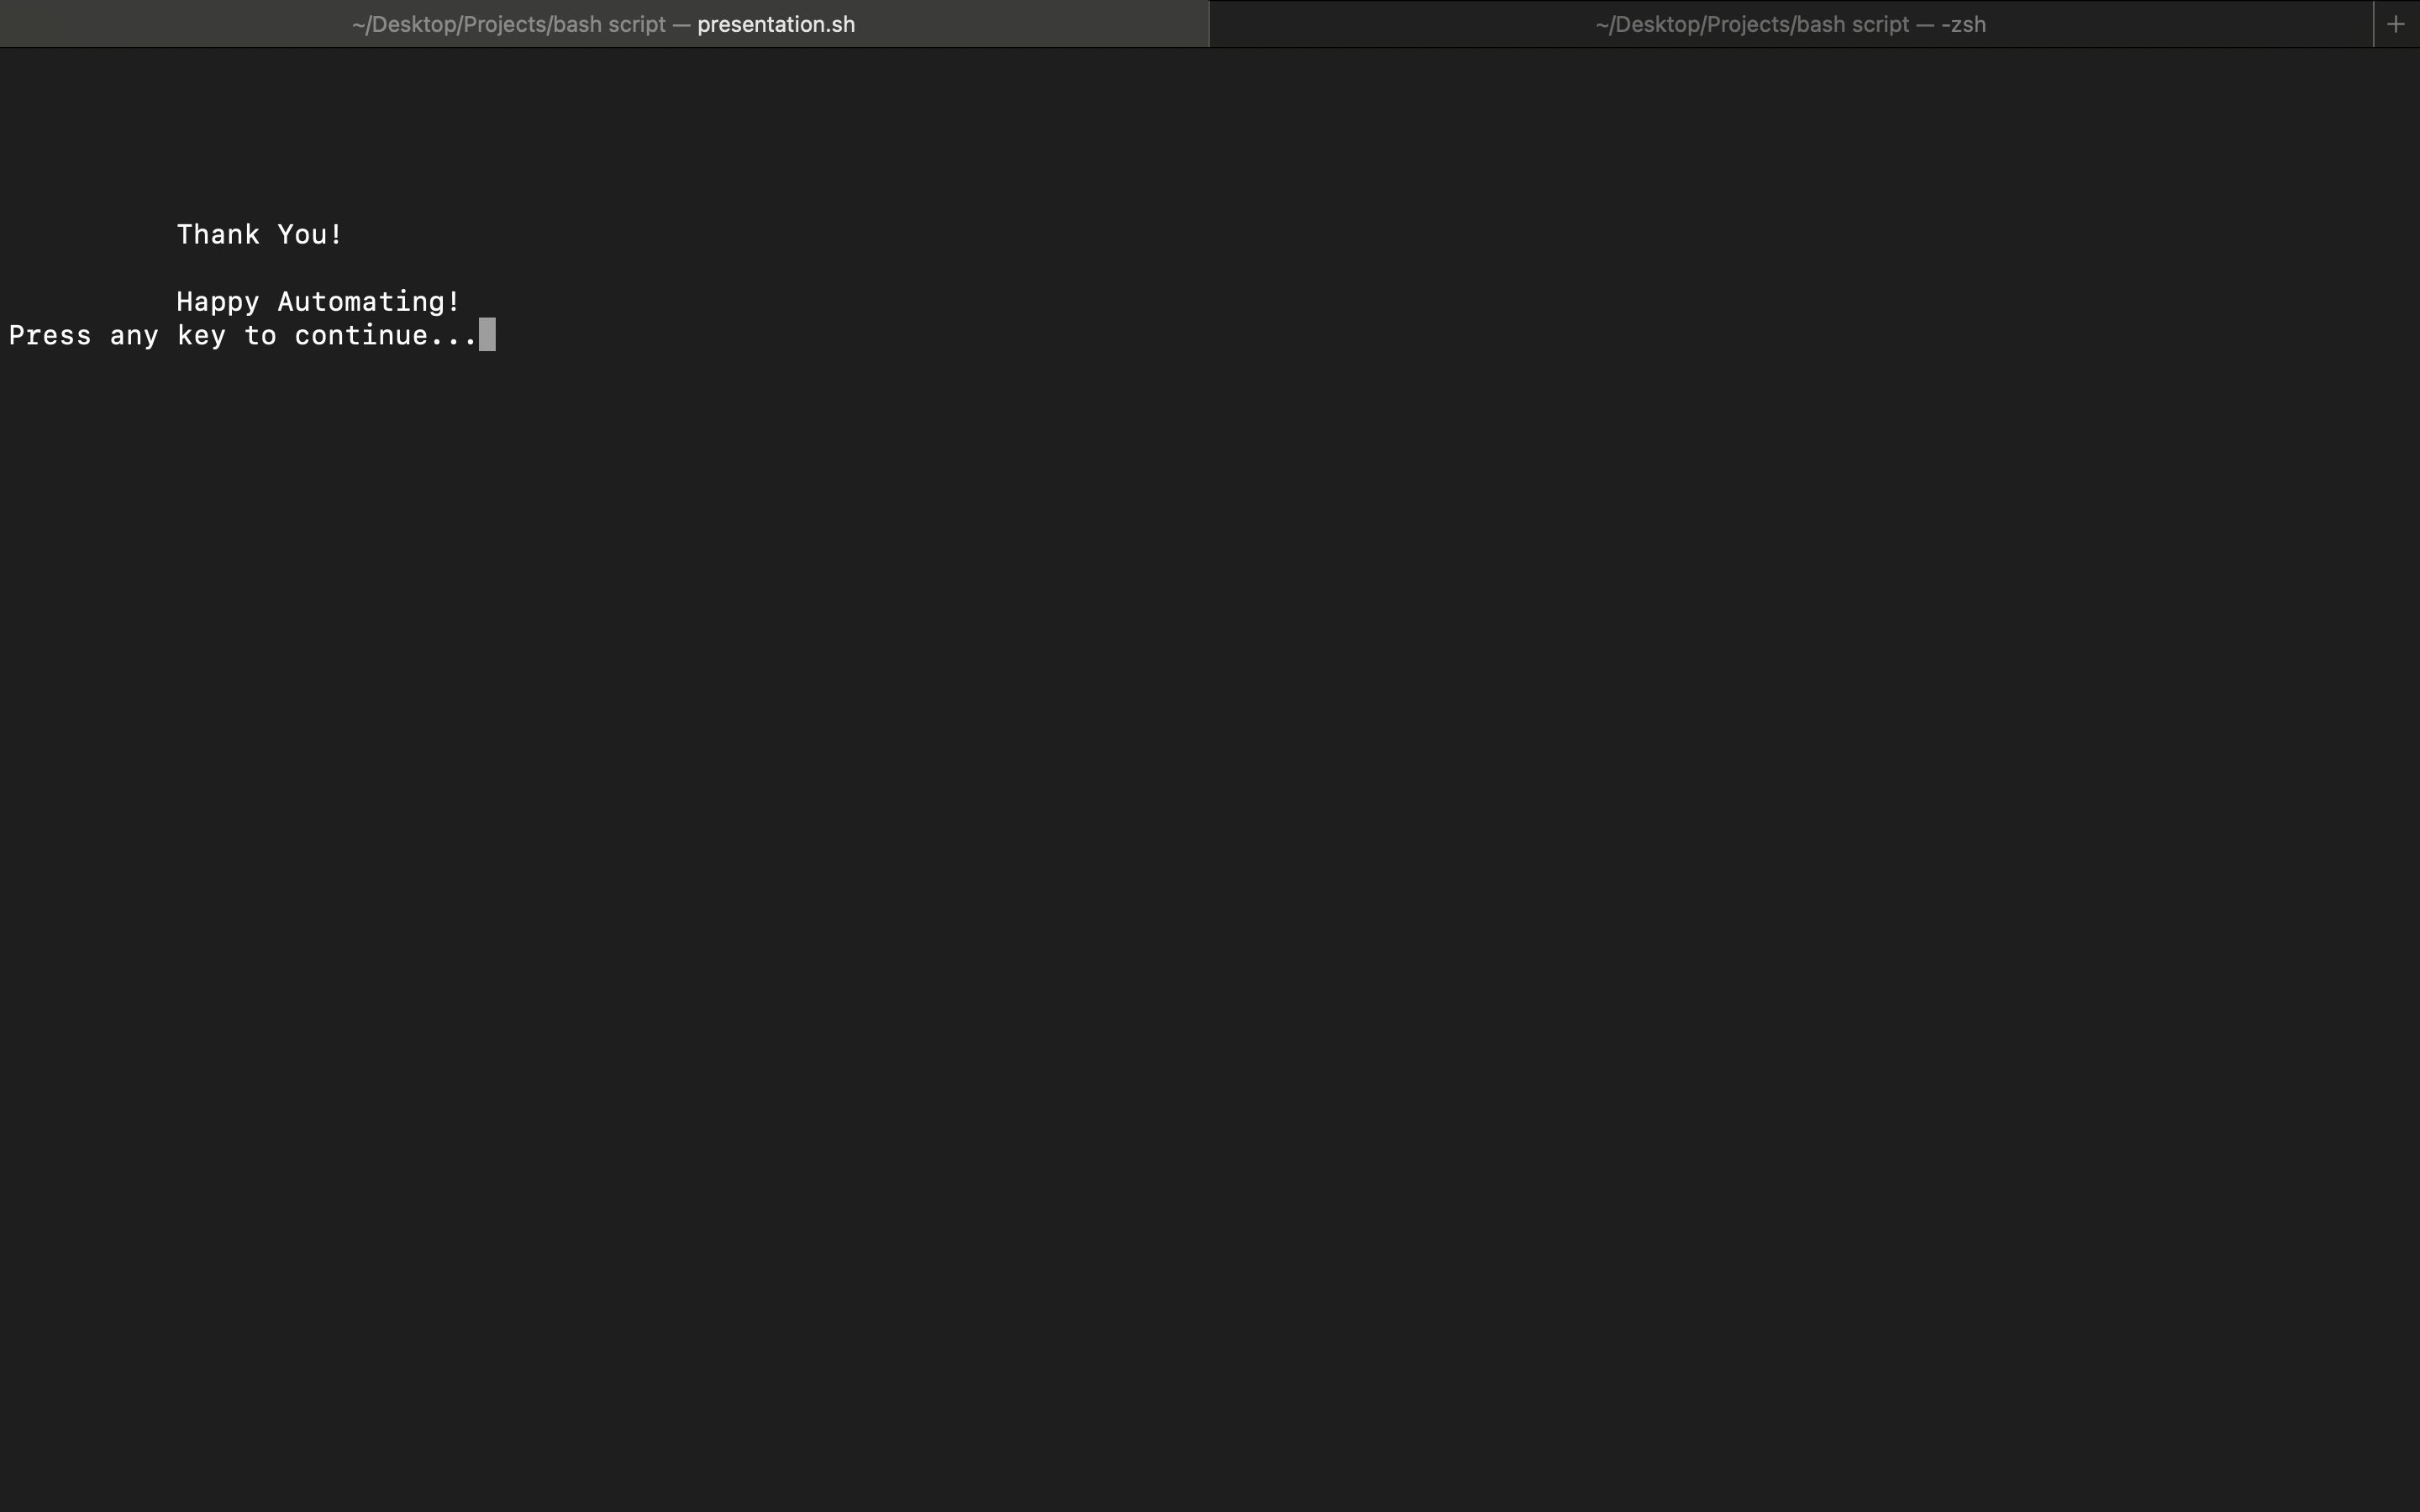 ~/Desktop/Projects/bash script — presentation.sh
~/Desktop/Projects/bash script — -zsh
+
Thank You!
Happy Automating!
Press any key to continue...